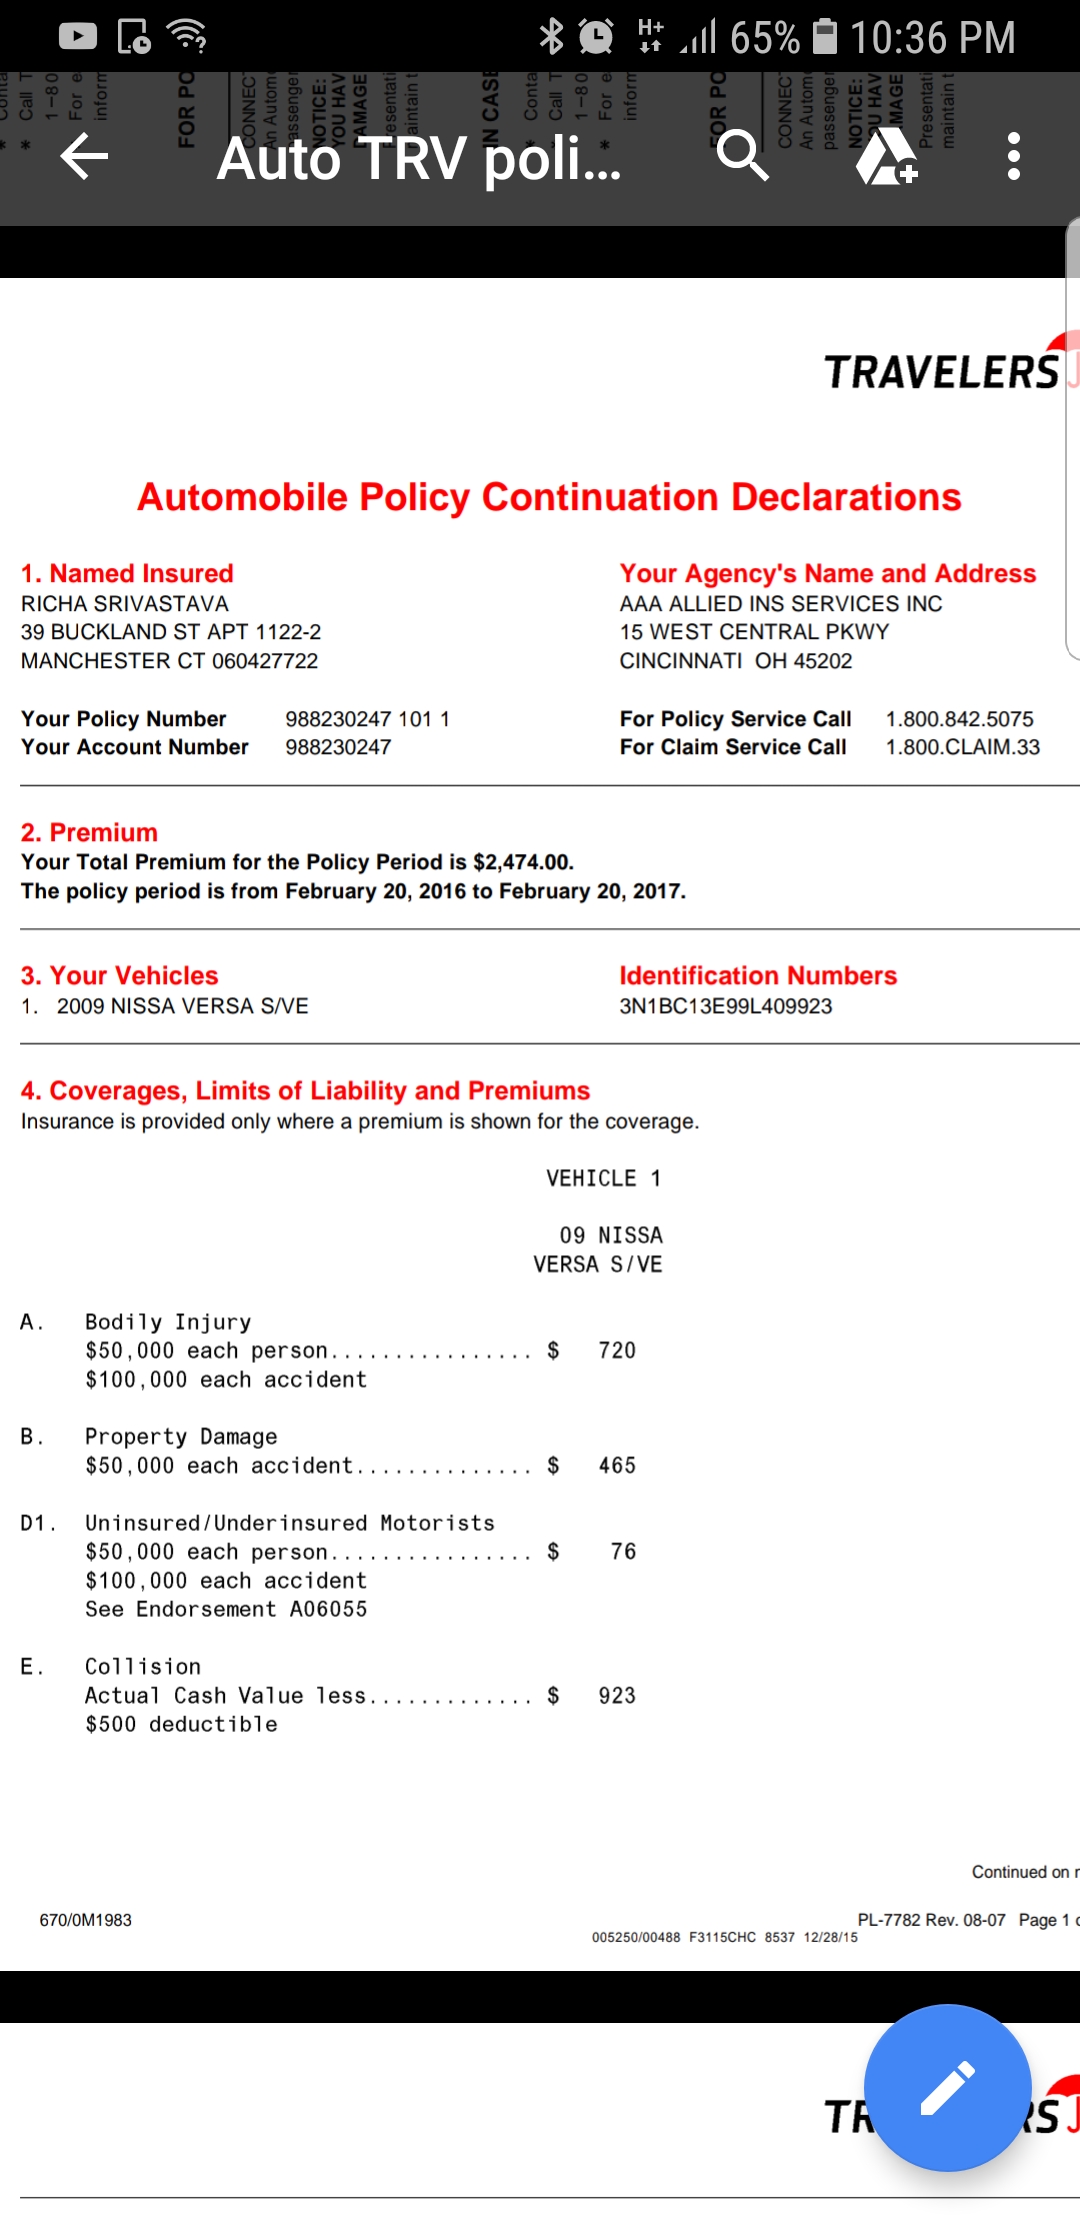 65% 10:36 PM
Auto TRV poli...
TRAVELERS
Automobile Policy Continuation Declarations
1. Named Insured
RICHA SRIVASTAVA
39 BUCKLAND ST APT 1122-2
MANCHESTER CT 060427722
Your Agency's Name and Address
AAA ALLIED INS SERVICES INC
15 WEST CENTRAL PKWY
CINCINNATI OH 45202
Your Policy Number 988230247 101 1
Your Account Number 988230247
For Policy Service Call 1.800.842.5075
For Claim Service Call 1.800.CLAIM.33
2. Premium
Your Total Premium for the Policy Period is $2,474.00.
The policy period is from February 20, 2016 to February 20, 2017.
3. Your Vehicles
1. 2009 NISSA VERSA S/VE
Identification Numbers
3N1BC13E99L409923
4. Coverages, Limits of Liability and Premiums
Insurance is provided only where a premium is shown for the coverage.
VEHICLE 1
09 NISSA
VERSA S/VE
A. Bodily Injury
$50,000 each person................ $ 720
$100,000 each accident
B. Property Damage
$50,000 each accident.............. $ 465
D1. Uninsured/Underinsured Motorists
$50,000 each person................ $ 76
$100,000 each accident
See Endorsement A06055
E. Collision
Actual Cash Value less............. $ 923
$500 deductible
Continued on
670/0M1983
PL-7782 Rev. 08-07 Page 1
005250/00488 F3115CHC 8537 12/28/15